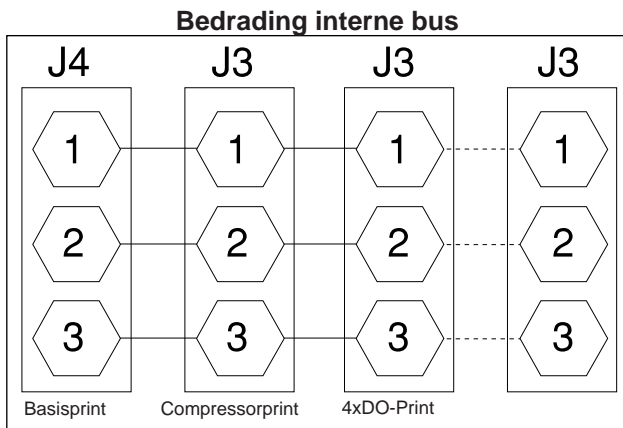 Bedrading interne bus
J4 J3 J3 J3
1 1 1 1
2 2 2 2
3 3 3 3
Basisprint Compressorprint 4xDO-Print